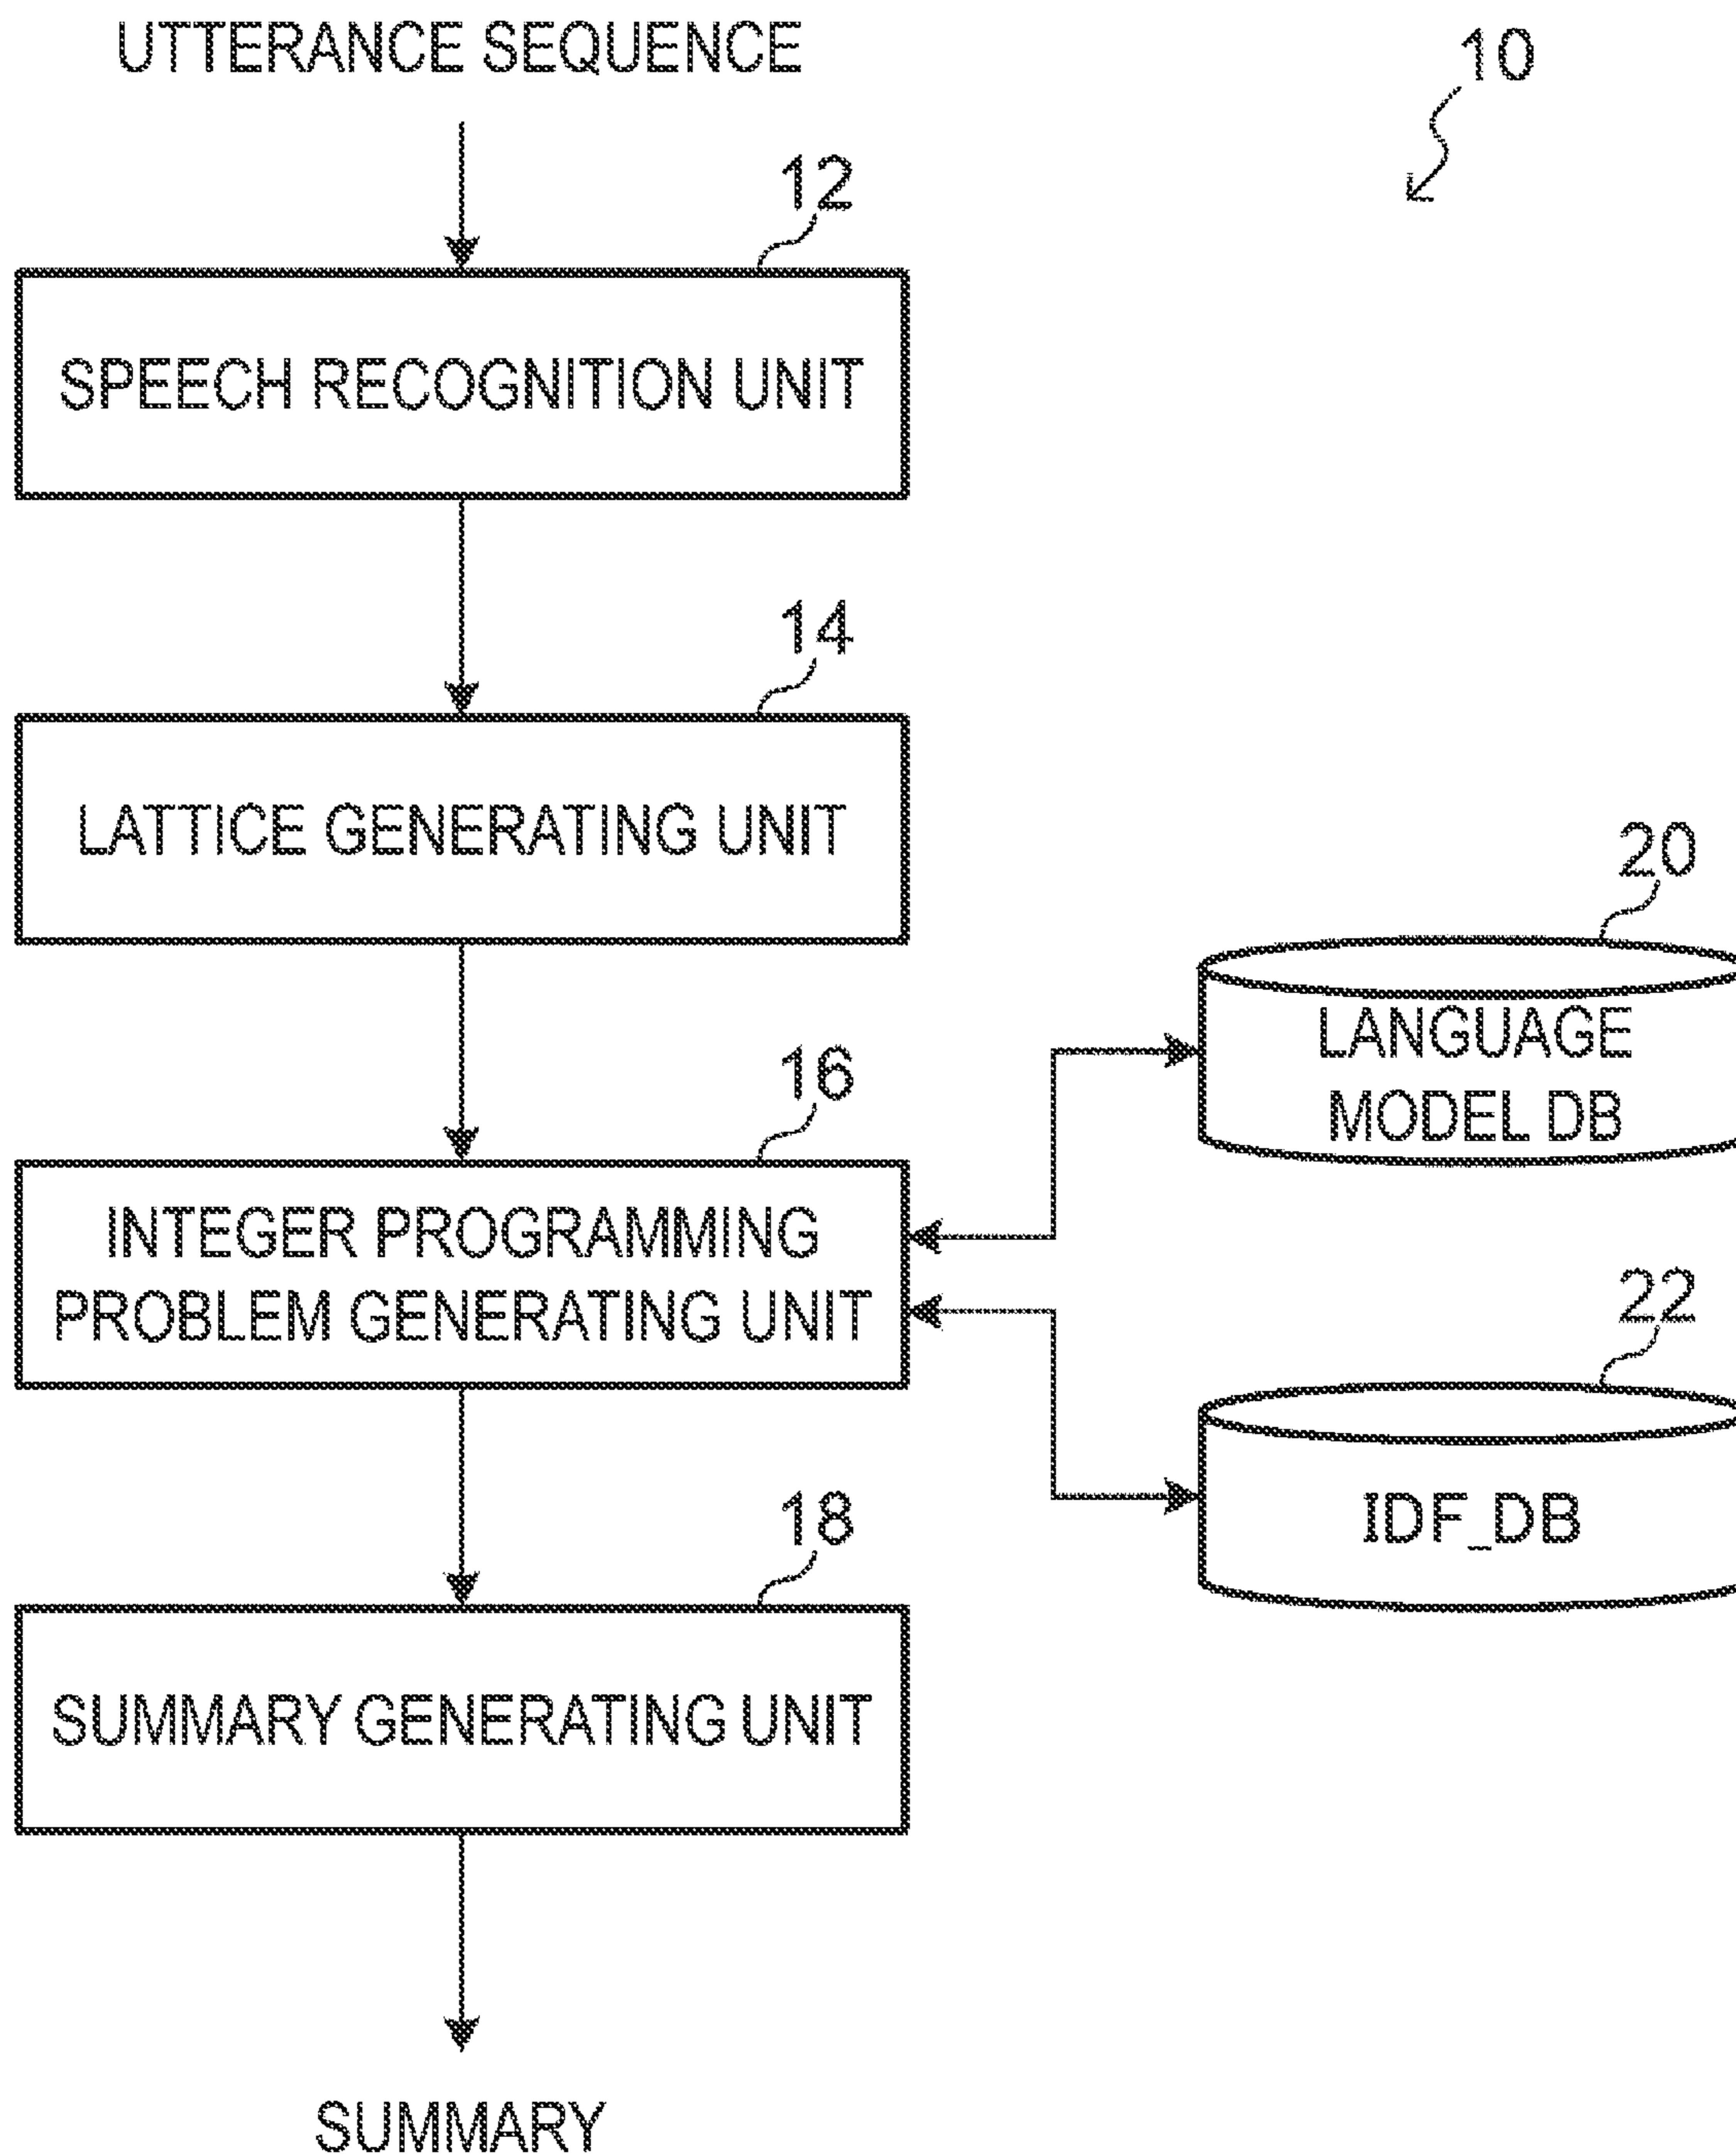 UTTERANCE SEQUENCE
10
12
SPEECH RECOGNITION UNIT
14
LATTICE GENERATING UNIT
20
LANGUAGE
MODEL DB
16
INTEGER PROGRAMMING
PROBLEM GENERATING UNIT
22
IDF_DB
18
SUMMARY GENERATING UNIT
SUMMARY